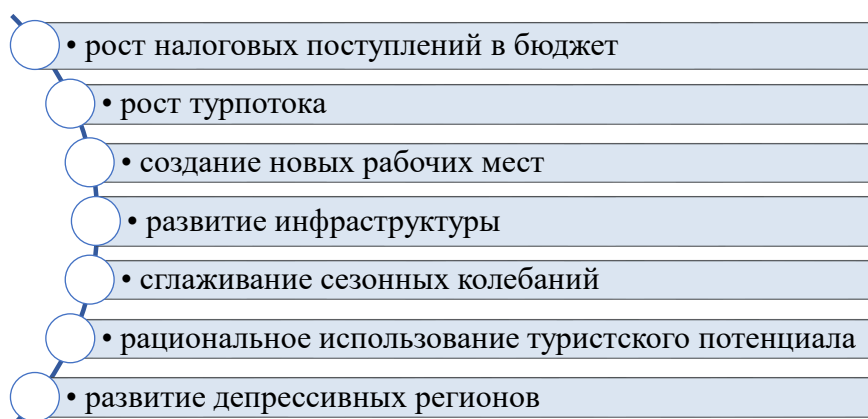 • рост налоговых поступлений в бюджет
• рост турпотока
• создание новых рабочих мест
• развитие инфраструктуры
• сглаживание сезонных колебаний
• рациональное использование туристского потенциала
• развитие депрессивных регионов